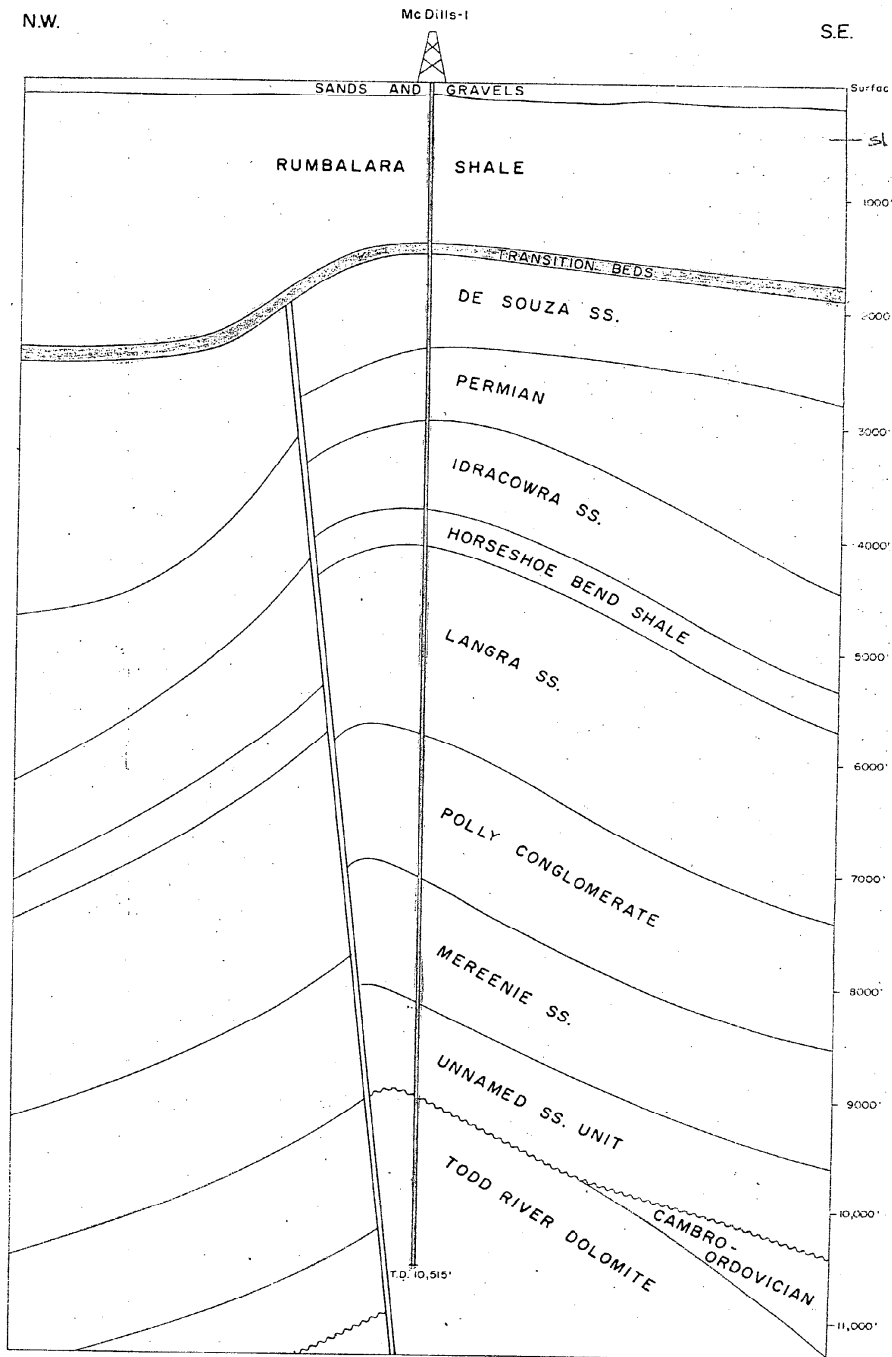 N.W.
Mc Dills-1
S.E.
SANDS AND GRAVELS
Surfac
SL
RUMBALARA SHALE
1000'
TRANSITION BEDS
2000
DE SOUZA SS.
PERMIAN
3000'
IDRACOWRA SS.
4000'
HORSESHOE BEND SHALE
LANGRA SS.
5000'
6000'
POLLY CONGLOMERATE
7000'
MEREENIE SS.
8000'
UNNAMED SS. UNIT
9000'
TODD RIVER DOLOMITE
10,000'
CAMBRO-
ORDOVICIAN
T.D. 10,515'
11,000'